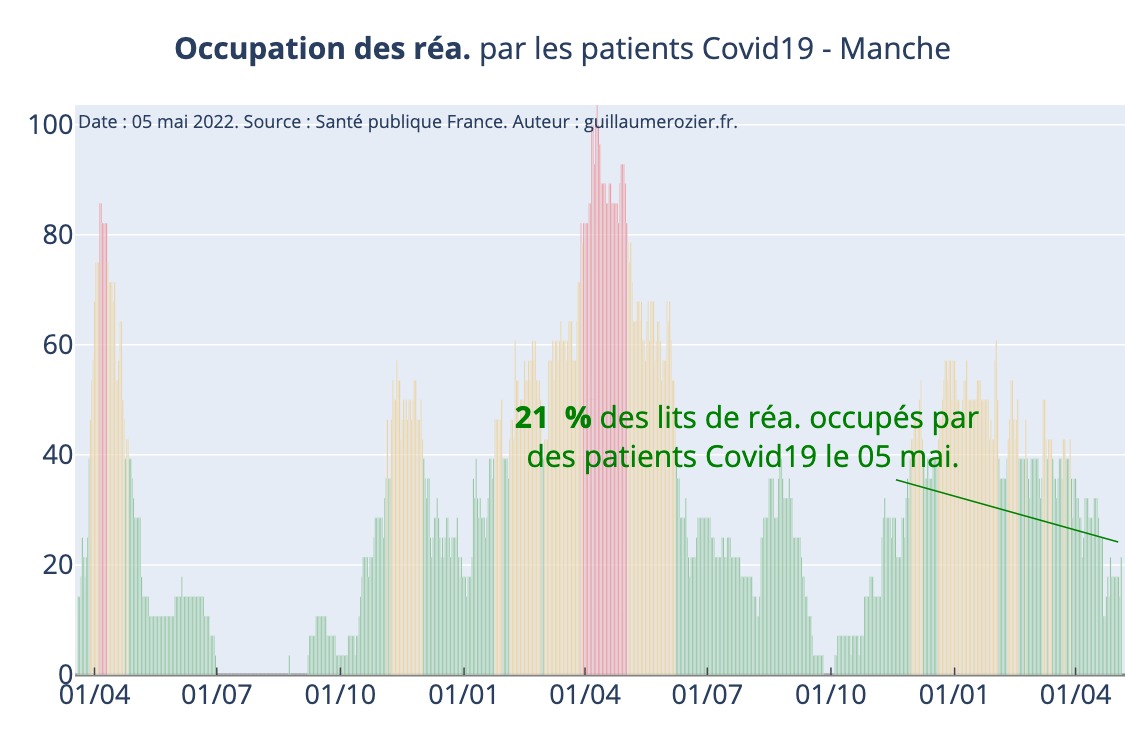 Occupation des réa. par les patients Covid19 - Manche
100
Date : 05 mai 2022. Source : Santé publique France. Auteur : guillaumerozier.fr.
80
60
21 % des lits de réa. occupés par
des patients Covid19 le 05 mai.
40
20
0
01/04 01/07 01/10 01/01 01/04 01/07 01/10 01/01 01/04